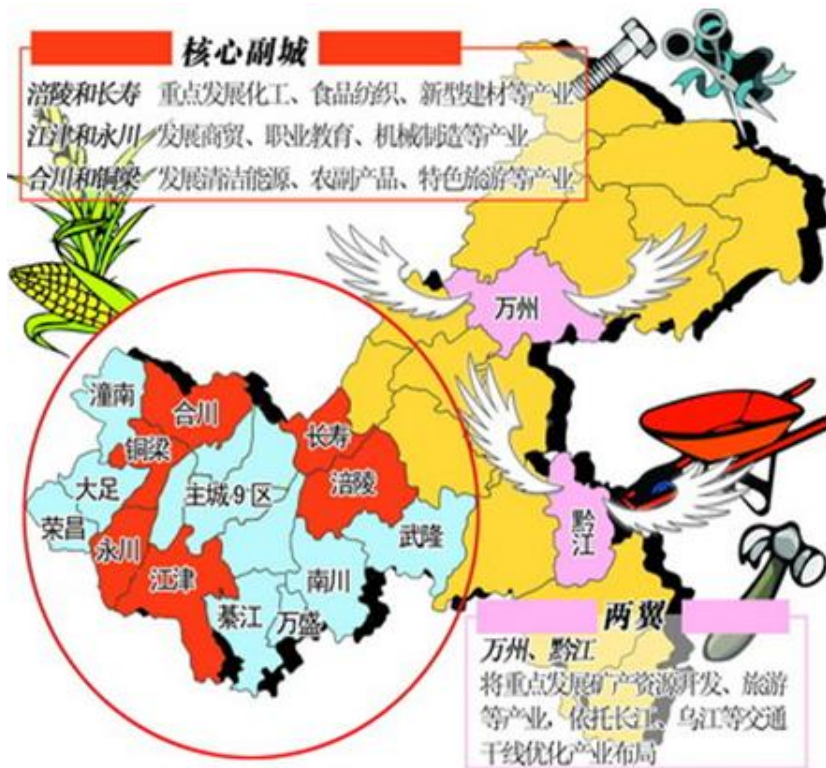 核心副城
涪陵和长寿 重点发展化工、食品纺织、新型建材等产业
江津和永川 发展商贸、职业教育、机械制造等产业
合川和铜梁 发展清洁能源、农副产品、特色旅游等产业
万州
潼南
合川
长寿
铜梁
涪陵
大足
主城9区
荣昌
武隆
黔江
永川
江津
南川
綦江
万盛
两翼
万州、黔江
将重点发展矿产资源开发、旅游
等产业，依托长江、乌江等交通
干线优化产业布局